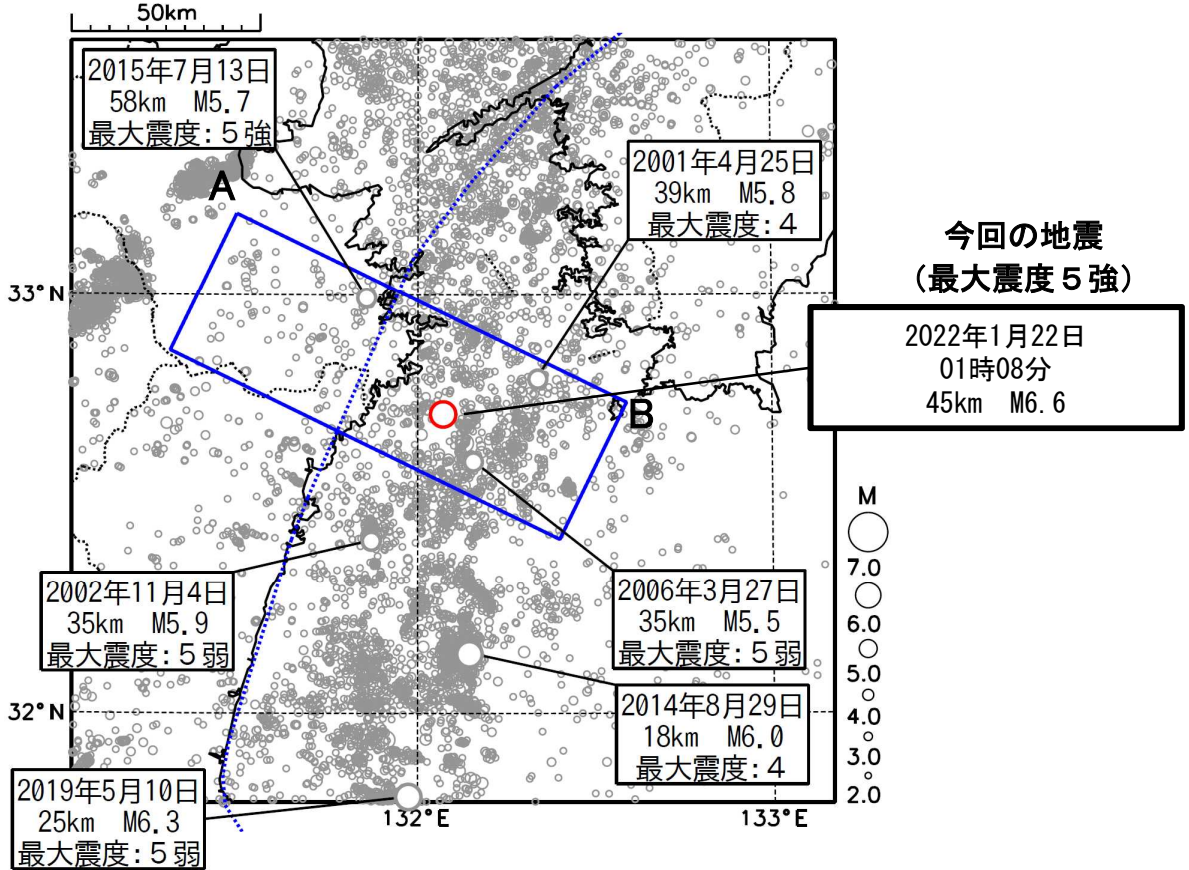 50km
2015年7月13日
58km M5.7
最大震度:５強
2001年4月25日
39km M5.8
最大震度:４
A
今回の地震
（最大震度５強）
33°N
2022年1月22日
01時08分
45km M6.6
B
M
7.0
6.0
5.0
4.0
3.0
2.0
2002年11月4日
35km M5.9
最大震度:５弱
2006年3月27日
35km M5.5
最大震度:５弱
2014年8月29日
18km M6.0
最大震度:４
32°N
2019年5月10日
25km M6.3
最大震度:５弱
132°E
133°E